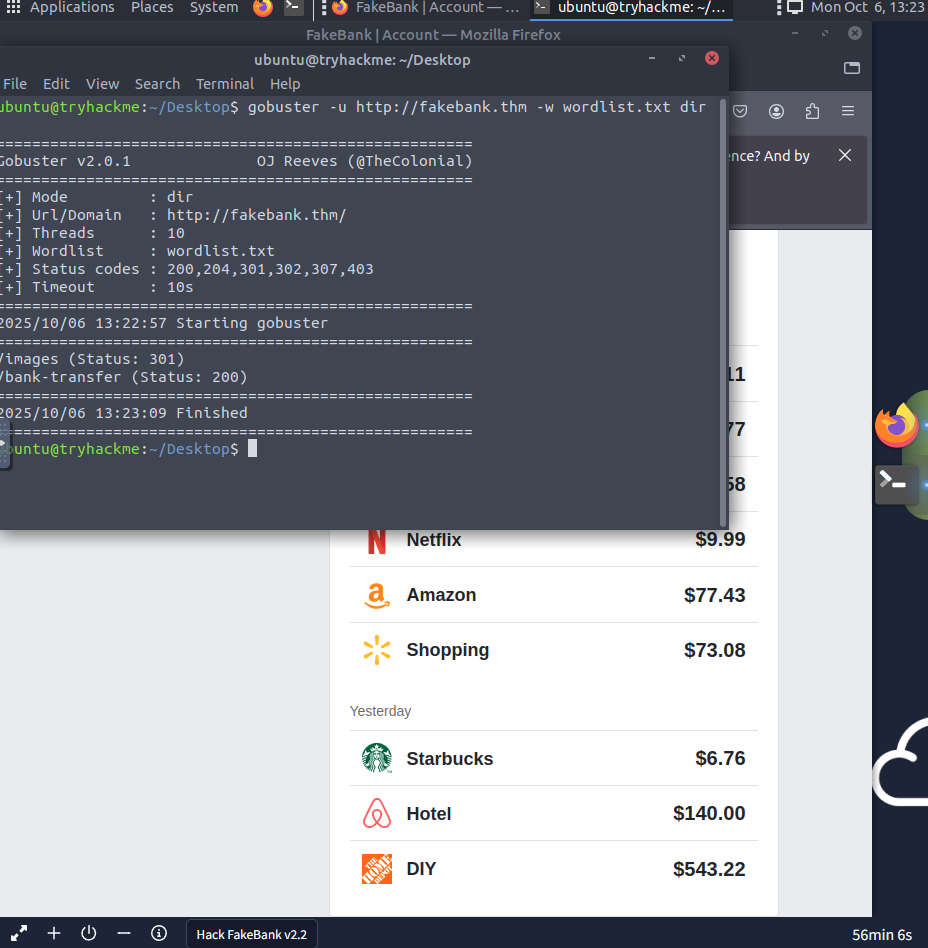 Applications Places System FakeBank | Account — ... ubuntu@tryhackme: ~/... Mon Oct 6, 13:23
FakeBank | Account — Mozilla Firefox
ubuntu@tryhackme: ~/Desktop
File Edit View Search Terminal Help
ubuntu@tryhackme:~/Desktop$ gobuster -u http://fakebank.thm -w wordlist.txt dir
=====================================================
Gobuster v2.0.1 OJ Reeves (@TheColonial)
=====================================================
[+] Mode : dir
[+] Url/Domain : http://fakebank.thm/
[+] Threads : 10
[+] Wordlist : wordlist.txt
[+] Status codes : 200,204,301,302,307,403
[+] Timeout : 10s
=====================================================
2025/10/06 13:22:57 Starting gobuster
=====================================================
/images (Status: 301)
/bank-transfer (Status: 200)
=====================================================
2025/10/06 13:23:09 Finished
=====================================================
ubuntu@tryhackme:~/Desktop$
nce? And by
11
77
58
Netflix $9.99
Amazon $77.43
Shopping $73.08
Yesterday
Starbucks $6.76
Hotel $140.00
THE HOME DEPOT
DIY $543.22
Hack FakeBank v2.2
56min 6s